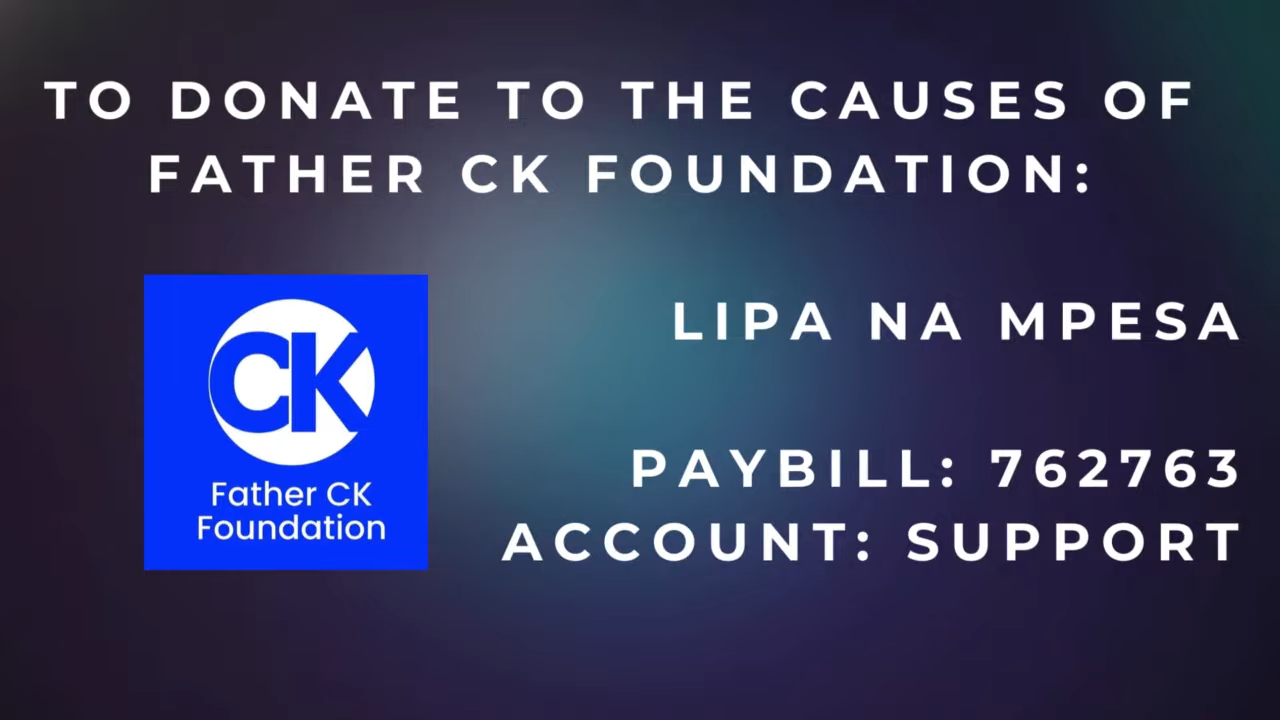 TO DONATE TO THE CAUSES OF
FATHER CK FOUNDATION:
CK
Father CK
Foundation
LIPA NA MPESA
PAYBILL: 762763
ACCOUNT: SUPPORT